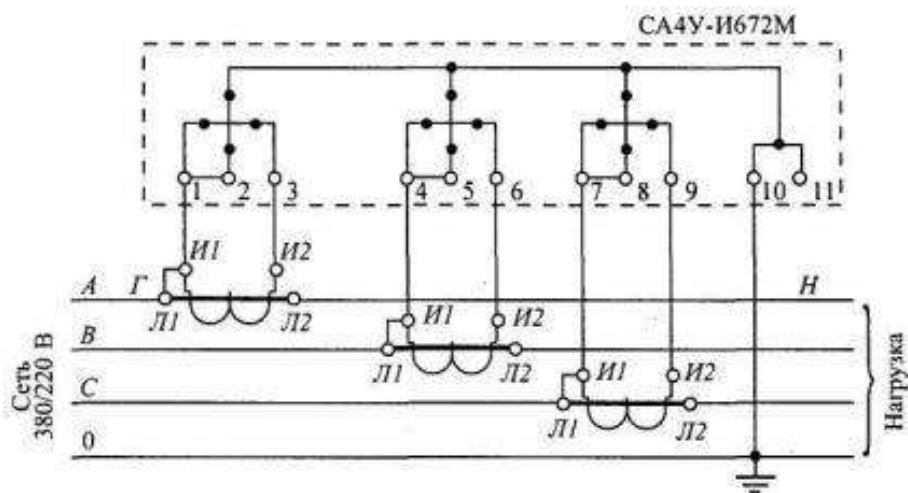 СА4У-И672М
1 2 3 4 5 6 7 8 9 10 11
И1 И2
А Г Н
Л1 Л2 И1 И2
В
Л1 Л2 И1 И2
С
Л1 Л2
0
Сеть
380/220 В
Нагрузка